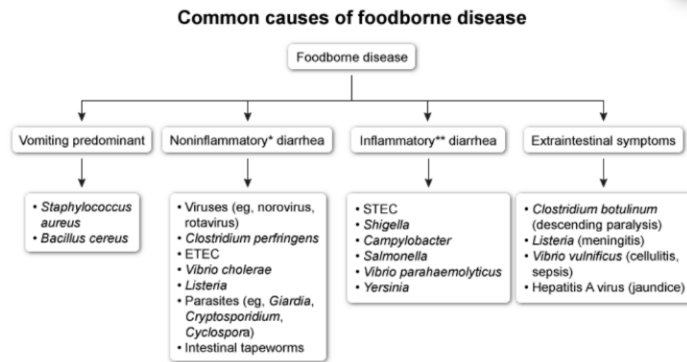 Common causes of foodborne disease
Foodborne disease
Vomiting predominant
• Staphylococcus
aureus
• Bacillus cereus
Noninflammatory* diarrhea
• Viruses (eg, norovirus,
rotavirus)
• Clostridium perfringens
• ETEC
• Vibrio cholerae
• Listeria
• Parasites (eg, Giardia,
Cryptosporidium,
Cyclospora)
• Intestinal tapeworms
Inflammatory** diarrhea
• STEC
• Shigella
• Campylobacter
• Salmonella
• Vibrio parahaemolyticus
• Yersinia
Extraintestinal symptoms
• Clostridium botulinum
(descending paralysis)
• Listeria (meningitis)
• Vibrio vulnificus (cellulitis,
sepsis)
• Hepatitis A virus (jaundice)